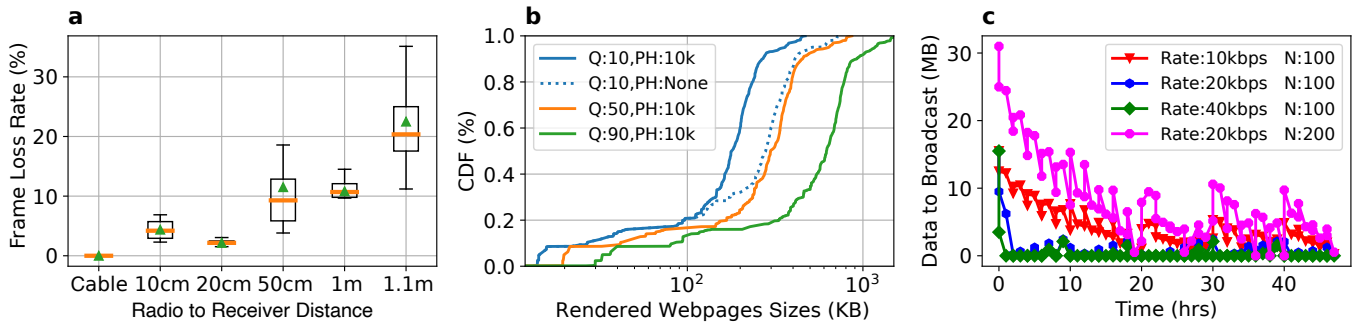 a
Frame Loss Rate (%)
30
20
10
0
Cable 10cm 20cm 50cm 1m 1.1m
Radio to Receiver Distance
b
CDF (%)
1.0
0.8
0.6
0.4
0.2
0.0
Q:10,PH:10k
Q:10,PH:None
Q:50,PH:10k
Q:90,PH:10k
10² 10³
Rendered Webpages Sizes (KB)
c
Data to Broadcast (MB)
30
20
10
0
Rate:10kbps N:100
Rate:20kbps N:100
Rate:40kbps N:100
Rate:20kbps N:200
0 10 20 30 40
Time (hrs)